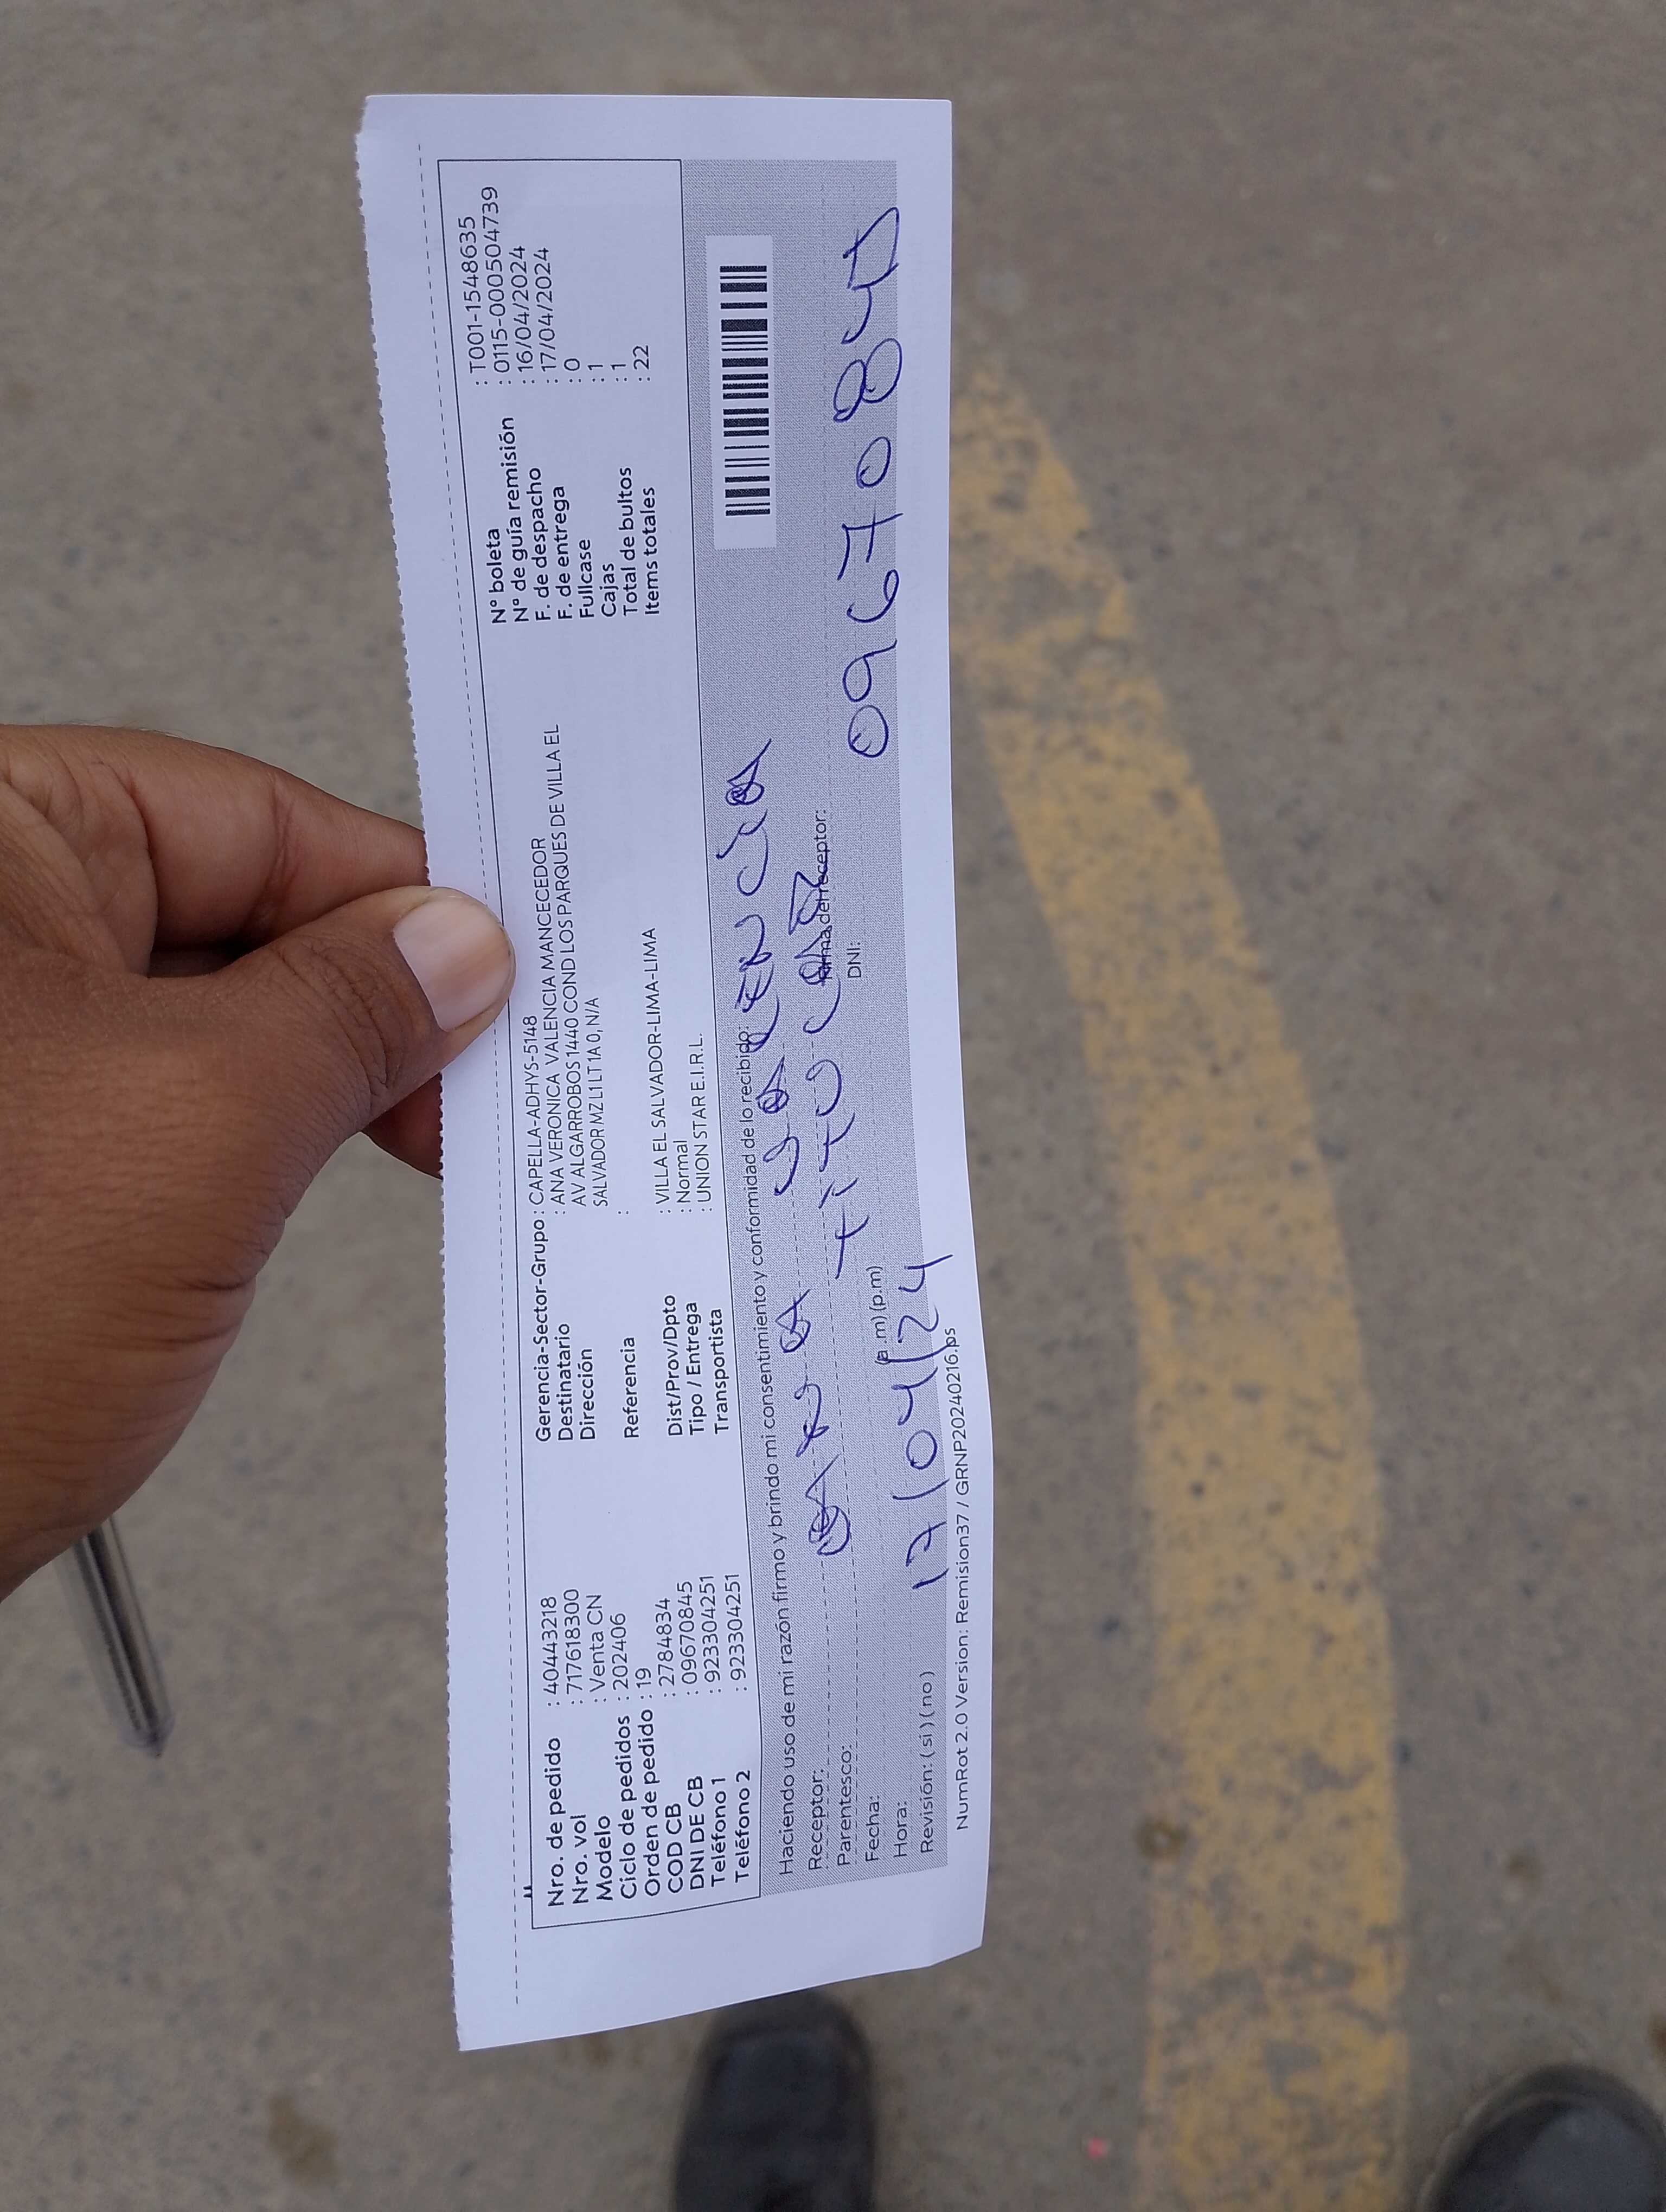 Nro. de pedido : 40443218
Nro. vol : 717618300
Modelo : Venta CN
Ciclo de pedidos : 202406
Orden de pedido : 19
COD CB : 2784834
DNI DE CB : 09670845
Teléfono 1 : 923304251
Teléfono 2 : 923304251
Gerencia-Sector-Grupo : CAPELLA-ADHYS-5148
Destinatario : ANA VERONICA VALENCIA MANCECEDOR
Dirección AV ALGARROBOS 1440 COND LOS PARQUES DE VILLA EL
SALVADOR MZ L1 LT 1A 0, N/A
Referencia :
Dist/Prov/Dpto : VILLA EL SALVADOR-LIMA-LIMA
Tipo / Entrega : Normal
Transportista : UNION STAR E.I.R.L.
N° boleta : T001-1548635
N° de guía remisión : 0115-000504739
F. de despacho : 16/04/2024
F. de entrega : 17/04/2024
Fullcase : 0
Cajas : 1
Total de bultos : 1
Items totales : 22
Haciendo uso de mi razón firmo y brindo mi consentimiento y conformidad de lo recibido:
Receptor: ANA VALENCIA
Parentesco: TITULAR
Firma del receptor:
Fecha: (a.m) (p.m)
DNI: 09670845
Hora: 17/04/24
Revisión: ( si ) ( no )
NumRot 2.0 Version: Remision37 / GRNP20240216.ps